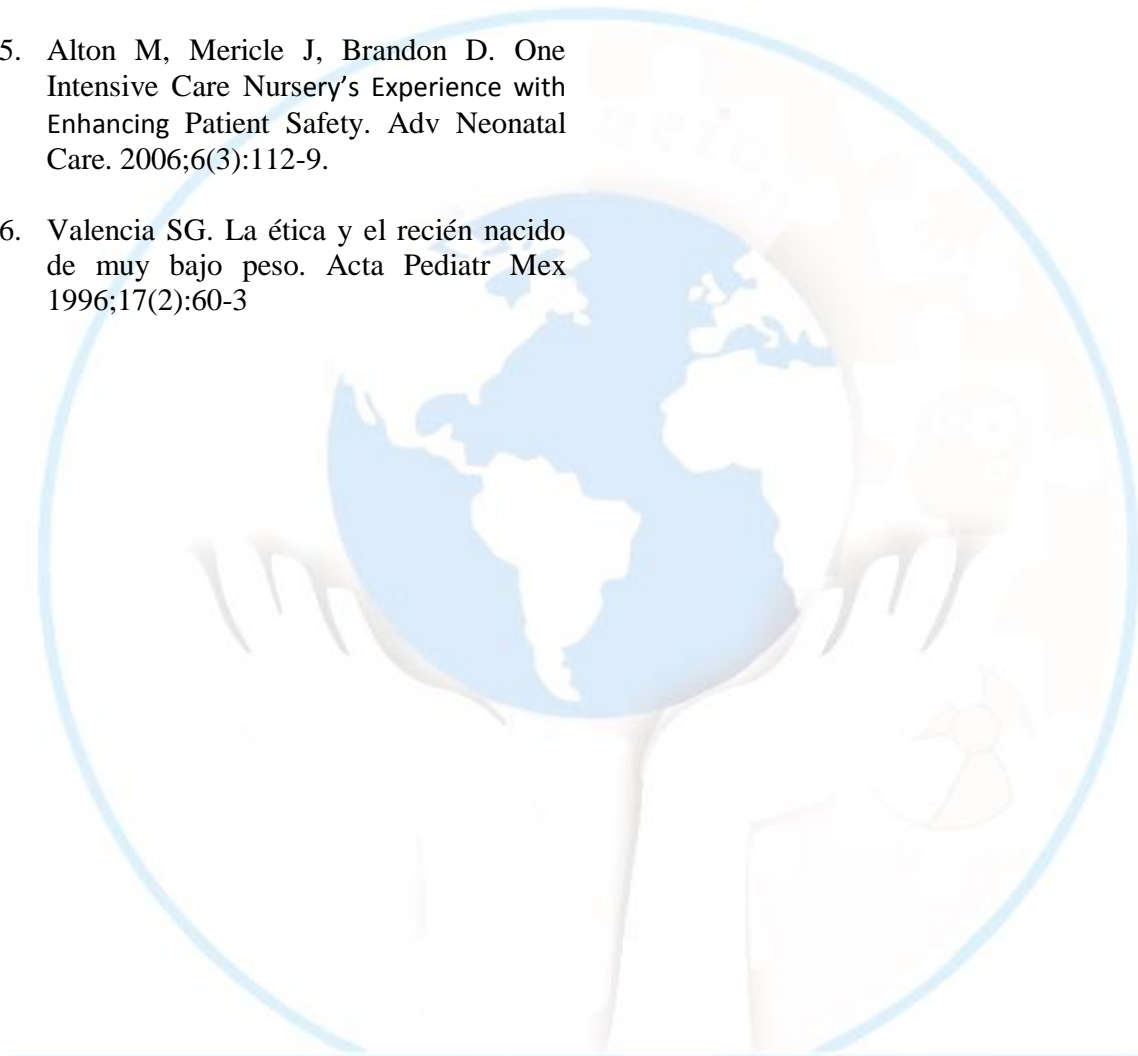 5. Alton M, Mericle J, Brandon D. One
Intensive Care Nursery’s Experience with
Enhancing Patient Safety. Adv Neonatal
Care. 2006;6(3):112-9.
6. Valencia SG. La ética y el recién nacido
de muy bajo peso. Acta Pediatr Mex
1996;17(2):60-3